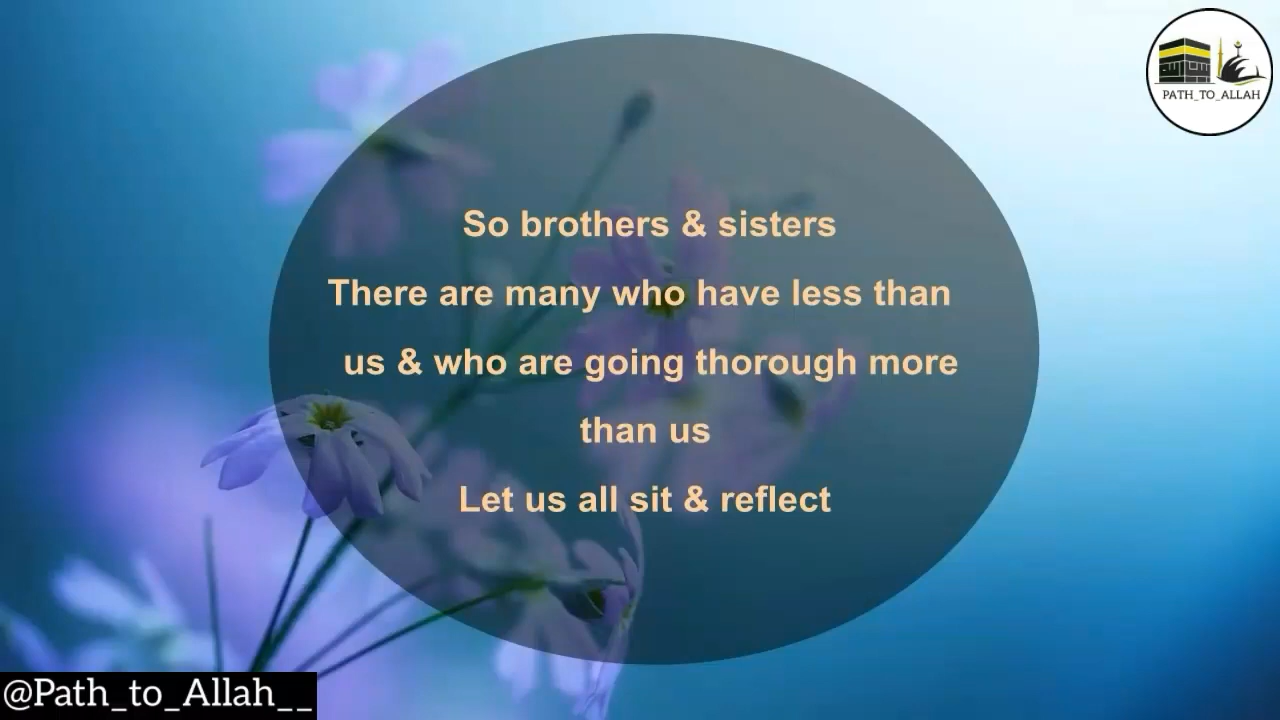 PATH_TO_ALLAH
So brothers & sisters
There are many who have less than
us & who are going thorough more
than us
Let us all sit & reflect
@Path_to_Allah__